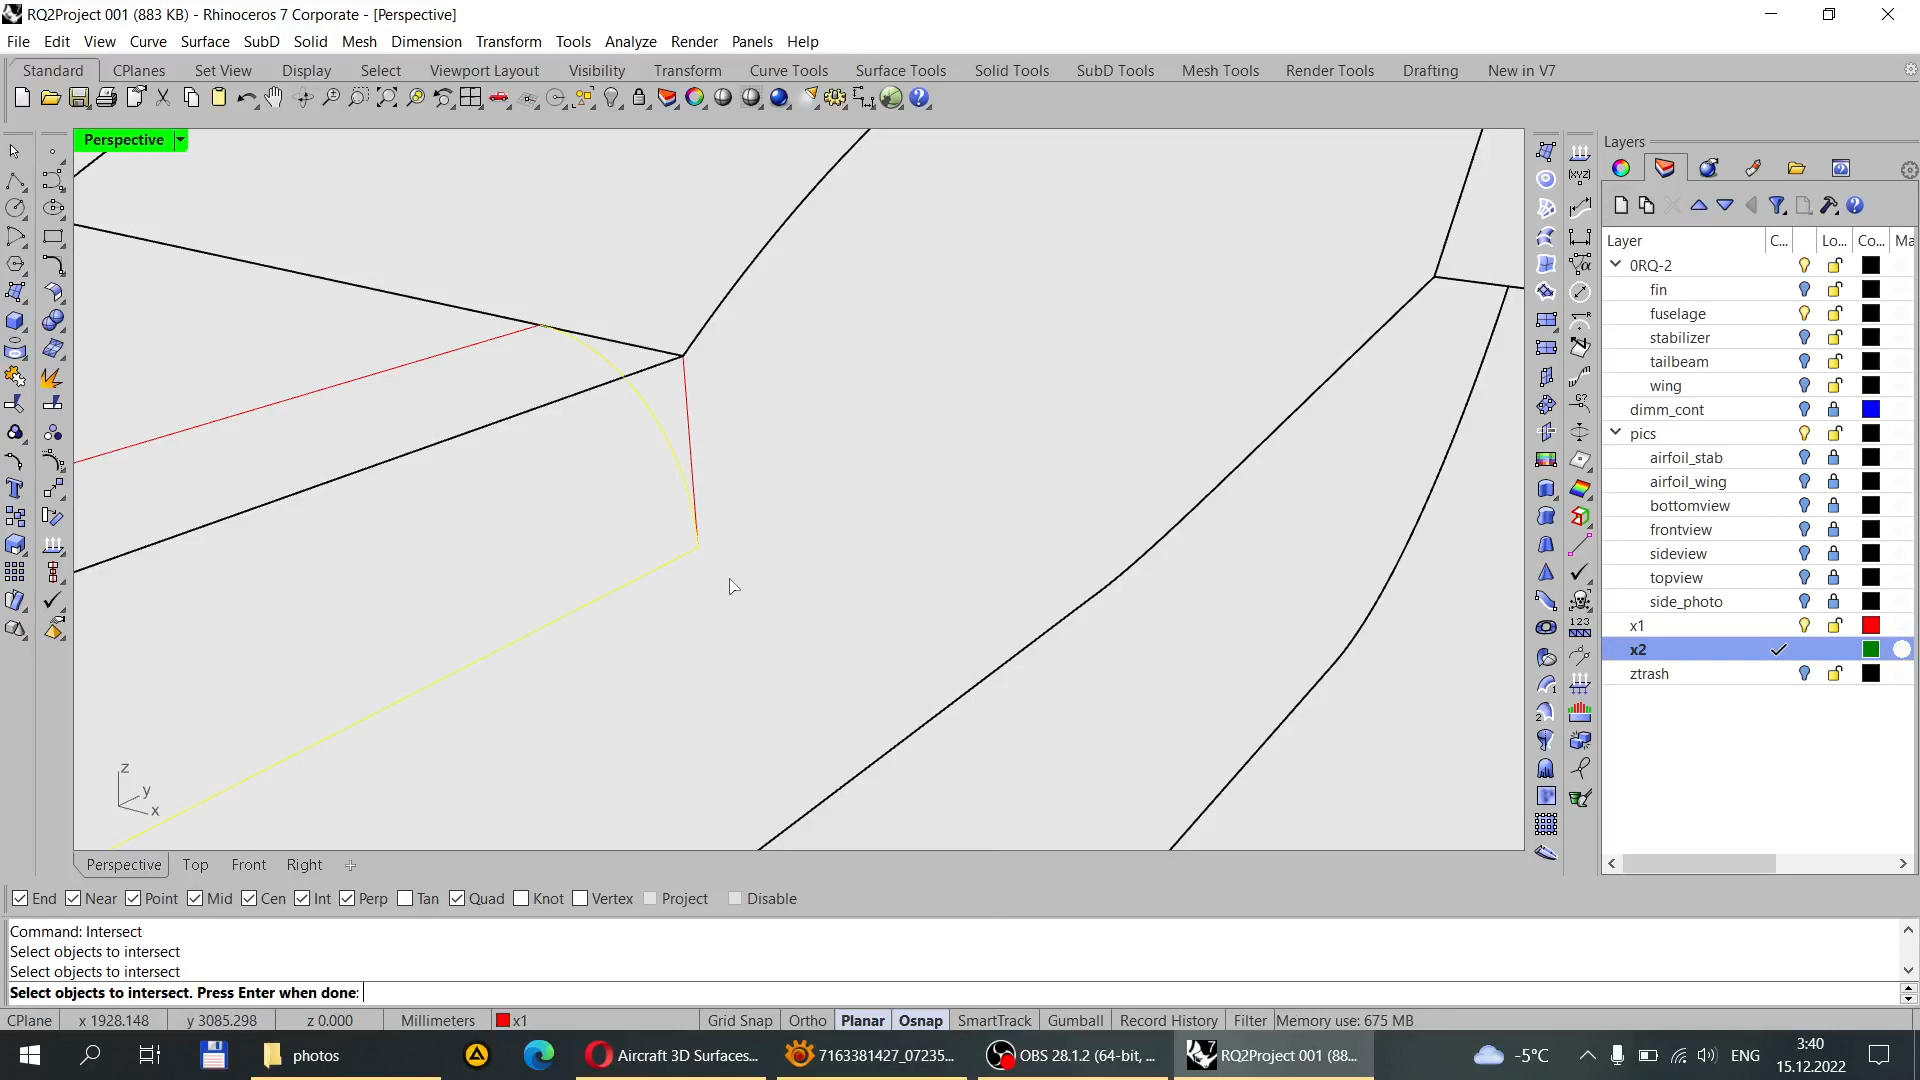 RQ2Project 001 (883 KB) - Rhinoceros 7 Corporate - [Perspective]
File Edit View Curve Surface SubD Solid Mesh Dimension Transform Tools Analyze Render Panels Help
Standard CPlanes Set View Display Select Viewport Layout Visibility Transform Curve Tools Surface Tools Solid Tools SubD Tools Mesh Tools Render Tools Drafting New in V7
Perspective
Layers
Layer C... Lo... Co... Ma
0RQ-2
fin
fuselage
stabilizer
tailbeam
wing
dimm_cont
pics
airfoil_stab
airfoil_wing
bottomview
frontview
sideview
topview
side_photo
x1
x2
ztrash
z
y
x
Perspective Top Front Right
End Near Point Mid Cen Int Perp Tan Quad Knot Vertex Project Disable
Command: Intersect
Select objects to intersect
Select objects to intersect
Select objects to intersect. Press Enter when done:
CPlane x 1928.148 y 3085.298 z 0.000 Millimeters x1 Grid Snap Ortho Planar Osnap SmartTrack Gumball Record History Filter Memory use: 675 MB
photos Aircraft 3D Surfaces... 7163381427_07235... OBS 28.1.2 (64-bit, ... RQ2Project 001 (88... -5°C ENG 3:40
15.12.2022